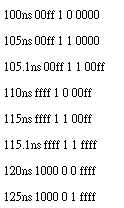 100ns 00ff 1 0 0000
105ns 00ff 1 1 0000
105.1ns 00ff 1 1 00ff
110ns ffff 1 0 00ff
115ns ffff 1 1 00ff
115.1ns ffff 1 1 ffff
120ns 1000 0 0 ffff
125ns 1000 0 1 ffff